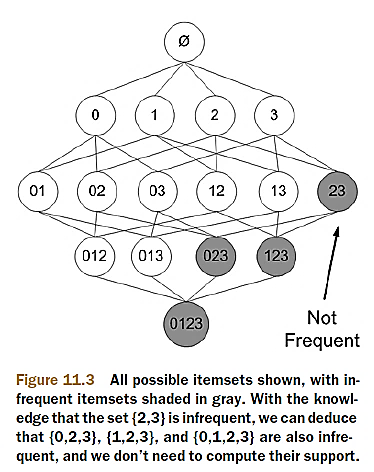 Ø
0 1 2 3
01 02 03 12 13 23
012 013 023 123
0123
Not
Frequent
Figure 11.3 All possible itemsets shown, with in-
frequent itemsets shaded in gray. With the knowl-
edge that the set {2,3} is infrequent, we can deduce
that {0,2,3}, {1,2,3}, and {0,1,2,3} are also infre-
quent, and we don't need to compute their support.